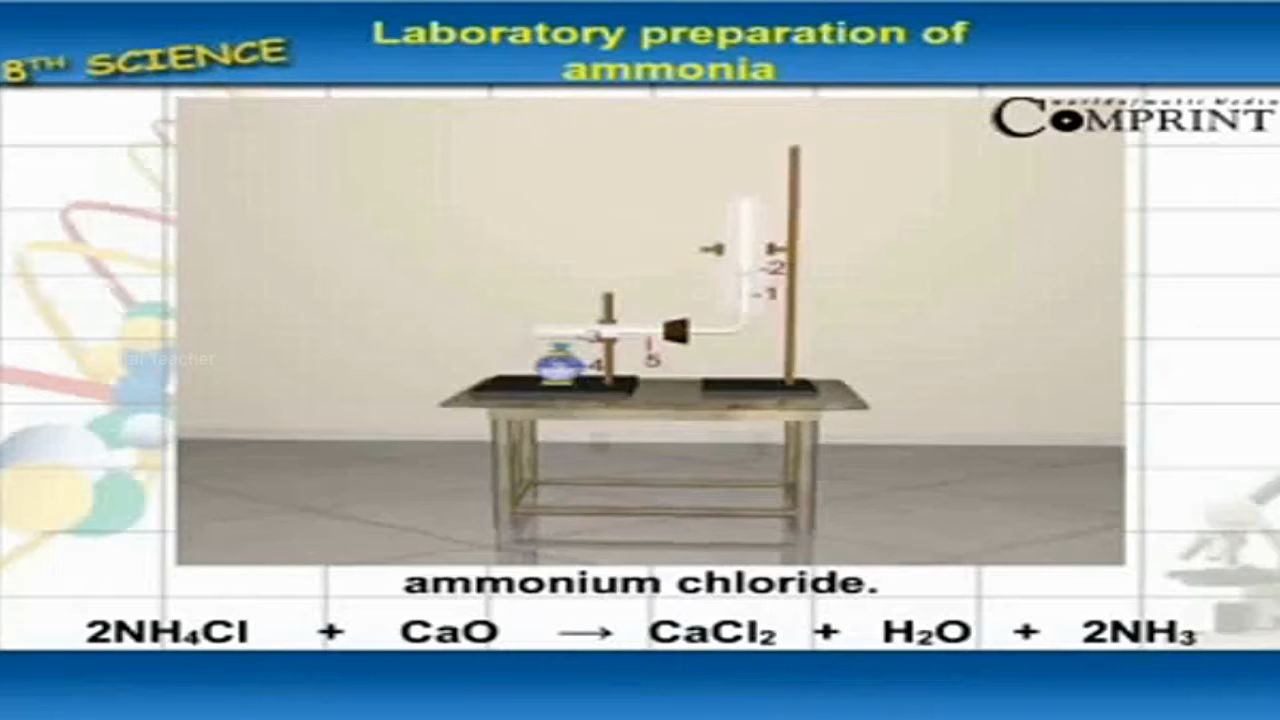 Laboratory preparation of
ammonia
8TH SCIENCE
COMPRINT
2
1
3
4
5
Teacher
ammonium chloride.
2NH₄Cl + CaO → CaCl₂ + H₂O + 2NH₃